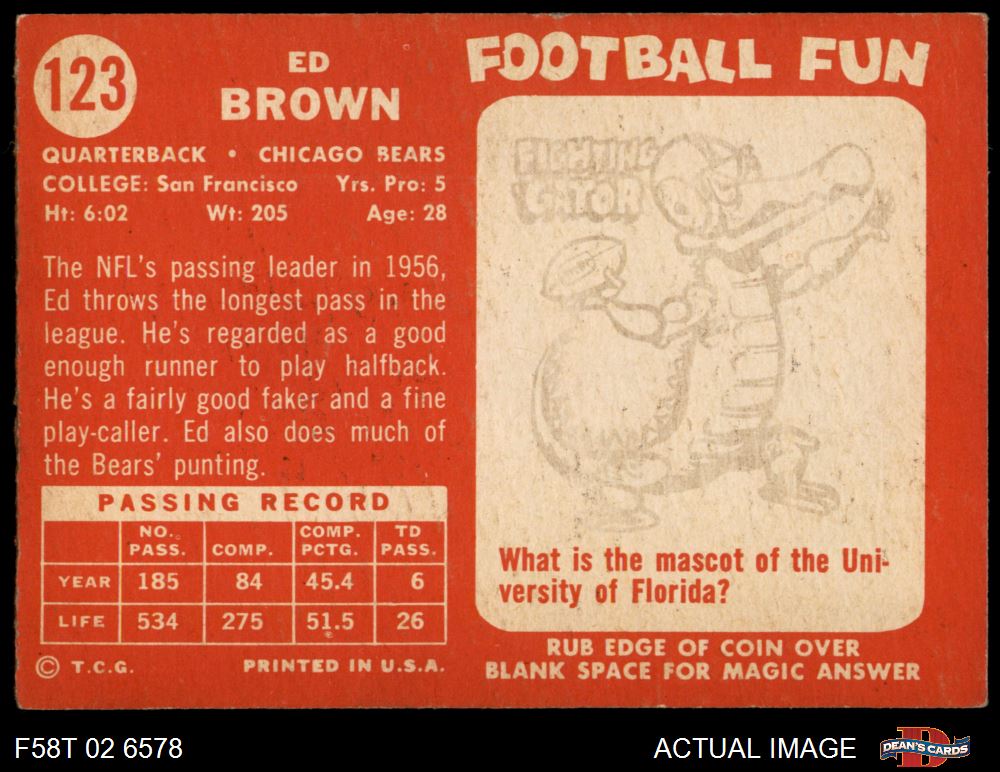 123
ED
BROWN
QUARTERBACK • CHICAGO BEARS
COLLEGE: San Francisco Yrs. Pro: 5
Ht: 6:02 Wt: 205 Age: 28
The NFL's passing leader in 1956,
Ed throws the longest pass in the
league. He's regarded as a good
enough runner to play halfback.
He's a fairly good faker and a fine
play-caller. Ed also does much of
the Bears' punting.
PASSING RECORD
NO. PASS. COMP. COMP. PCTG. TD PASS.
YEAR 185 84 45.4 6
LIFE 534 275 51.5 26
© T.C.G. PRINTED IN U.S.A.
FOOTBALL FUN
FIGHTING
'GATOR
What is the mascot of the Uni-
versity of Florida?
RUB EDGE OF COIN OVER
BLANK SPACE FOR MAGIC ANSWER
F58T 02 6578
ACTUAL IMAGE
D
DEAN'S CARDS